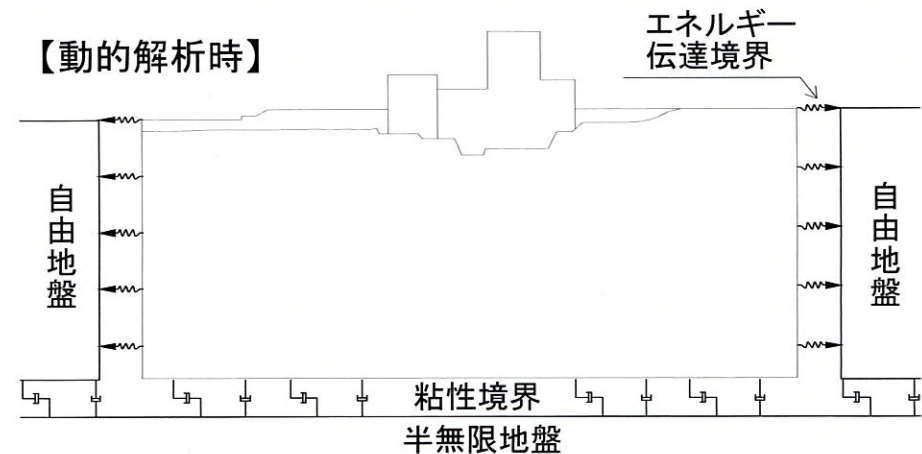 【動的解析時】
エネルギー
伝達境界
自由地盤
自由地盤
粘性境界
半無限地盤